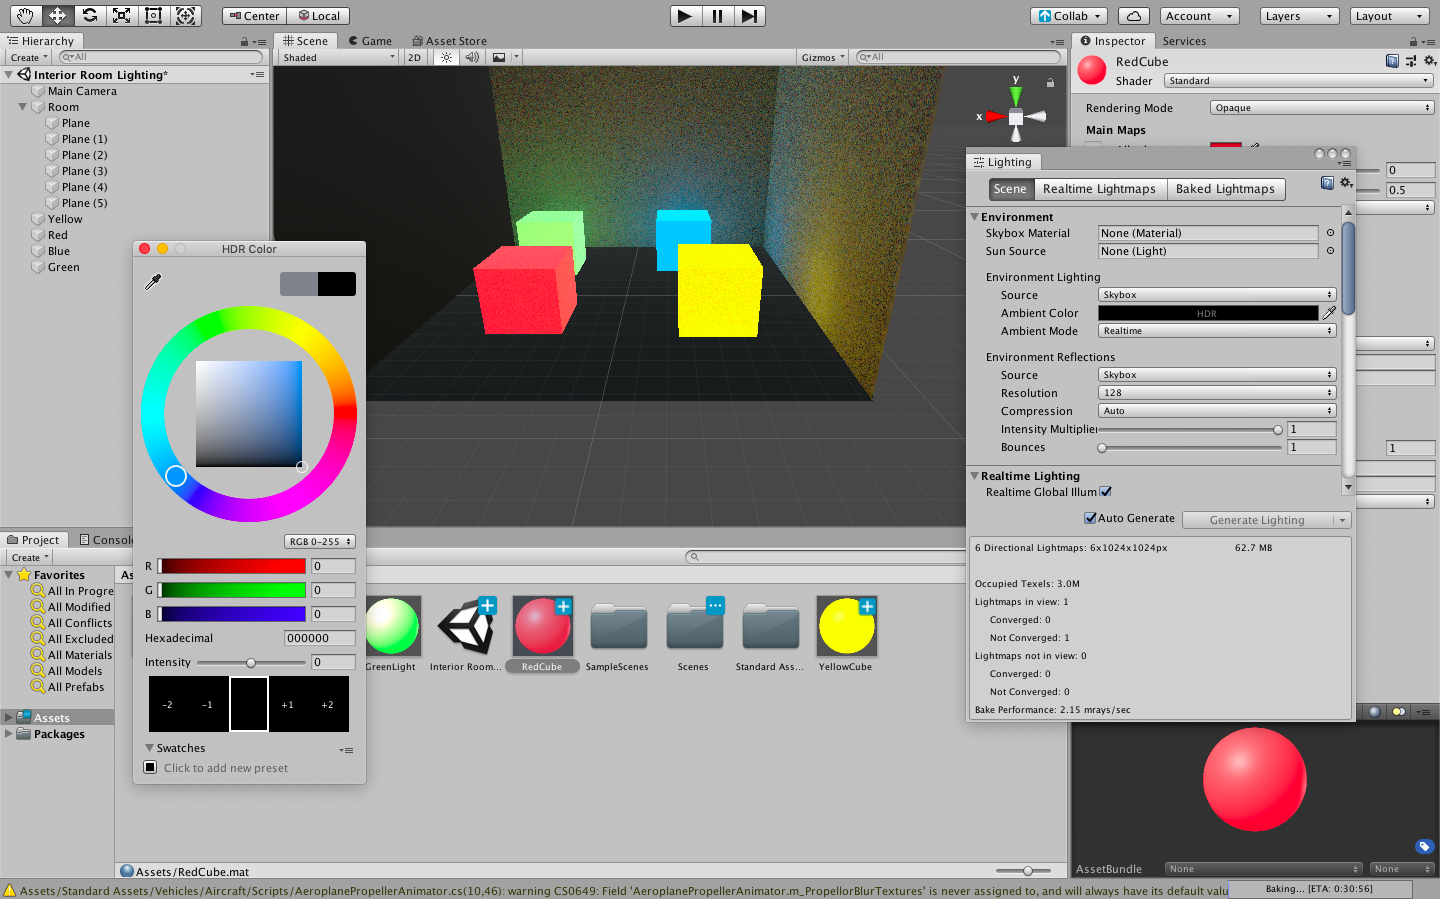 Center
Local
Collab
Account
Layers
Layout
Hierarchy
Create
All
Interior Room Lighting*
Main Camera
Room
Plane
Plane (1)
Plane (2)
Plane (3)
Plane (4)
Plane (5)
Yellow
Red
Blue
Green
Scene
Game
Asset Store
Shaded
2D
Gizmos
All
y
x
Inspector
Services
RedCube
Shader
Standard
Rendering Mode
Opaque
Main Maps
0
0.5
1
Lighting
Scene
Realtime Lightmaps
Baked Lightmaps
Environment
Skybox Material
None (Material)
Sun Source
None (Light)
Environment Lighting
Source
Skybox
Ambient Color
HDR
Ambient Mode
Realtime
Environment Reflections
Source
Skybox
Resolution
128
Compression
Auto
Intensity Multiplier
1
Bounces
1
Realtime Lighting
Realtime Global Illum
Auto Generate
Generate Lighting
6 Directional Lightmaps: 6x1024x1024px
62.7 MB
Occupied Texels: 3.0M
Lightmaps in view: 1
Converged: 0
Not Converged: 1
Lightmaps not in view: 0
Converged: 0
Not Converged: 0
Bake Performance: 2.15 mrays/sec
HDR Color
RGB 0-255
R
0
G
0
B
0
Hexadecimal
000000
Intensity
0
-2
-1
+1
+2
Swatches
Click to add new preset
Project
Consol
Create
Favorites
All In Progre
All Modified
All Conflicts
All Excluded
All Materials
All Models
All Prefabs
Assets
Packages
As
GreenLight
Interior Room...
RedCube
SampleScenes
Scenes
Standard Ass...
YellowCube
Assets/RedCube.mat
AssetBundle
None
None
Assets/Standard Assets/Vehicles/Aircraft/Scripts/AeroplanePropellerAnimator.cs(10,46): warning CS0649: Field 'AeroplanePropellerAnimator.m_PropellorBlurTextures' is never assigned to, and will always have its default valu
Baking... [ETA: 0:30:56]